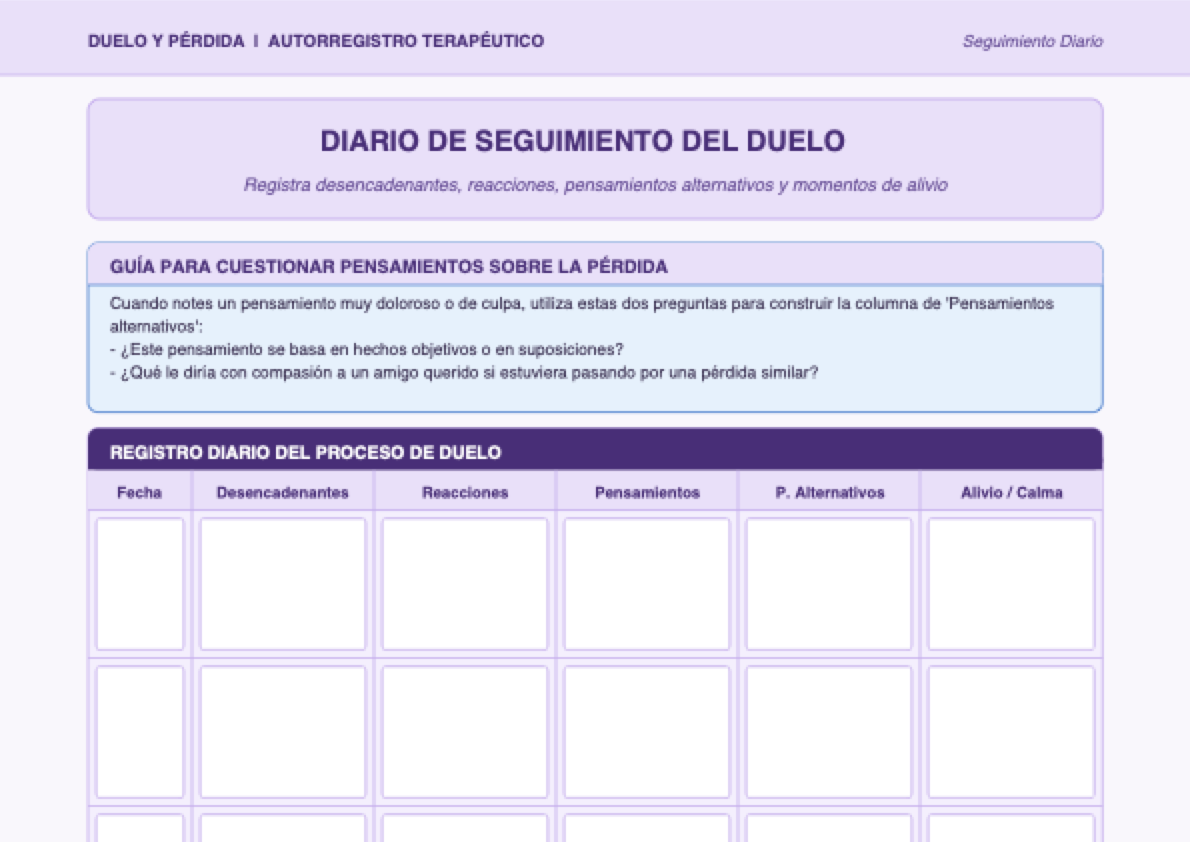 DUELO Y PÉRDIDA | AUTORREGISTRO TERAPÉUTICO
Seguimiento Diario
DIARIO DE SEGUIMIENTO DEL DUELO
Registra desencadenantes, reacciones, pensamientos alternativos y momentos de alivio
GUÍA PARA CUESTIONAR PENSAMIENTOS SOBRE LA PÉRDIDA
Cuando notes un pensamiento muy doloroso o de culpa, utiliza estas dos preguntas para construir la columna de 'Pensamientos
alternativos':
- ¿Este pensamiento se basa en hechos objetivos o en suposiciones?
- ¿Qué le diría con compasión a un amigo querido si estuviera pasando por una pérdida similar?
REGISTRO DIARIO DEL PROCESO DE DUELO
Fecha Desencadenantes Reacciones Pensamientos P. Alternativos Alivio / Calma